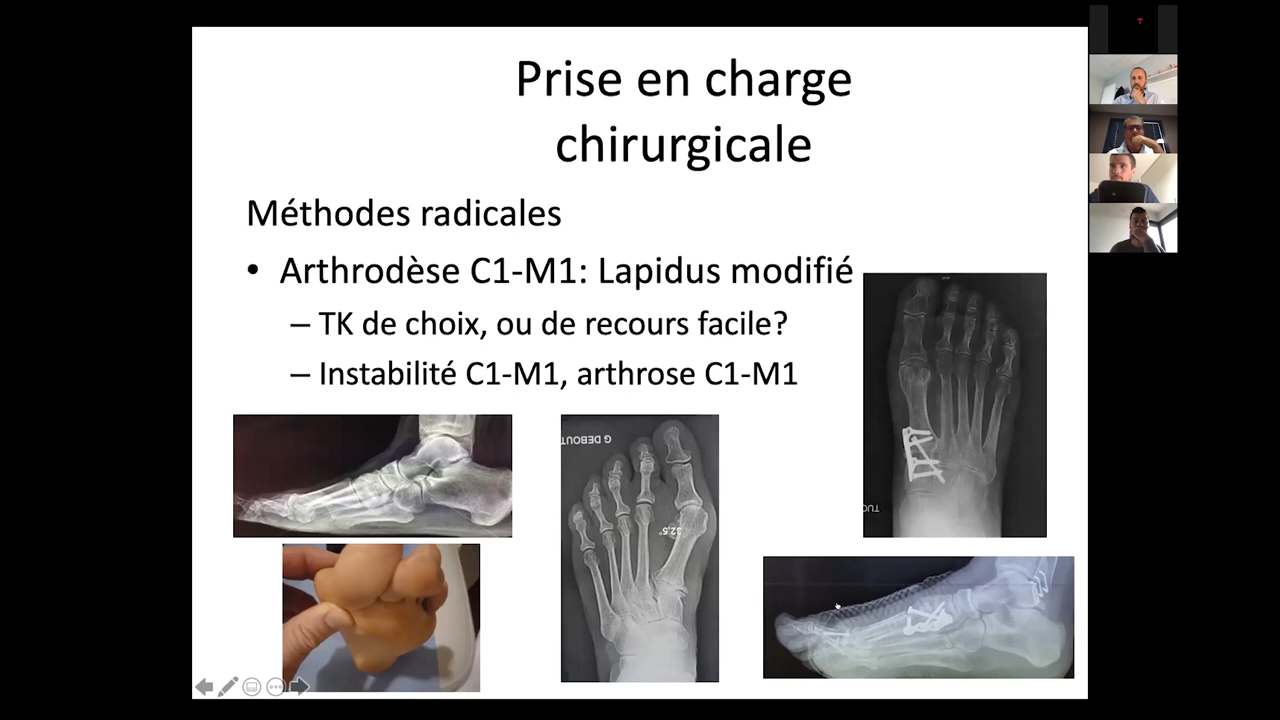 Prise en charge
chirurgicale
Méthodes radicales
• Arthrodèse C1-M1: Lapidus modifié
– TK de choix, ou de recours facile?
– Instabilité C1-M1, arthrose C1-M1
G DEBOUT
32,5°